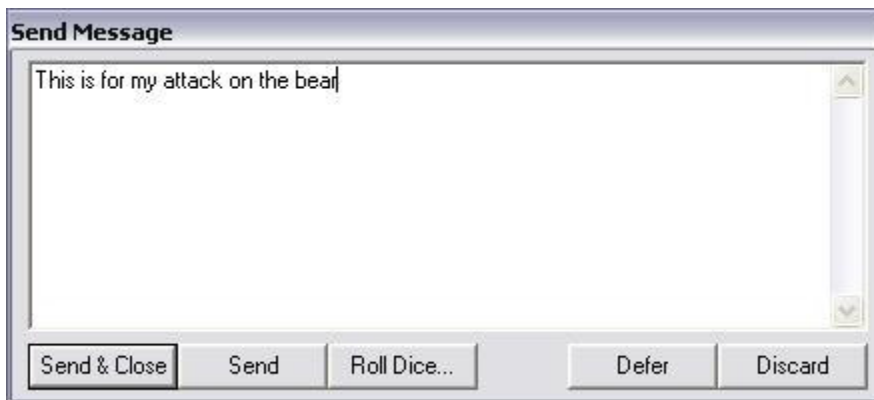 Send Message
This is for my attack on the bear
Send & Close Send Roll Dice... Defer Discard